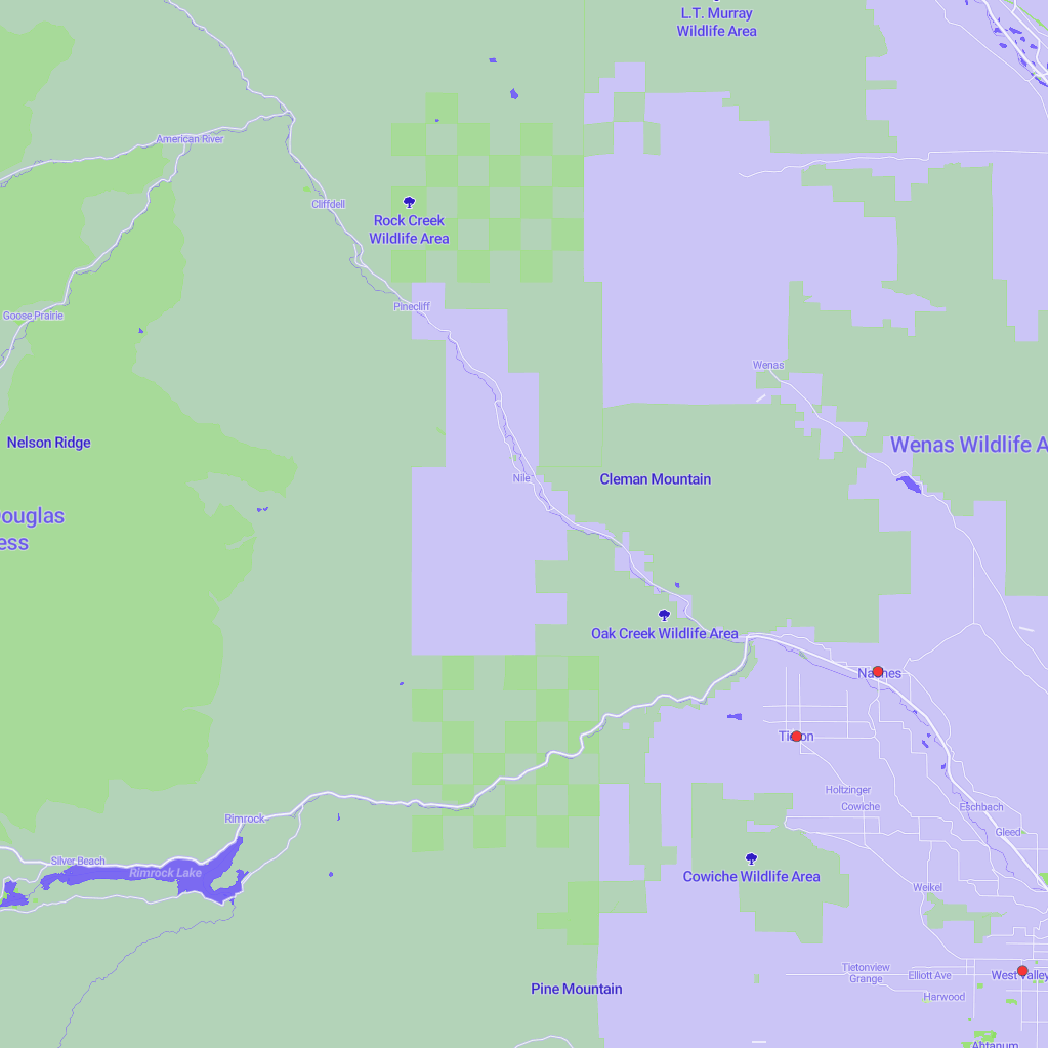 L.T. Murray
Wildlife Area
American River
Cliffdell
Rock Creek
Wildlife Area
Pinecliff
Goose Prairie
Wenas
Nelson Ridge
Wenas Wildlife A
Nile
Cleman Mountain
ouglas
ess
Oak Creek Wildlife Area
Naches
Tieton
Holtzinger
Cowiche
Eschbach
Rimrock
Gleed
Silver Beach
Rimrock Lake
Cowiche Wildlife Area
Weikel
Tietonview
Grange
Elliott Ave
West Valley
Pine Mountain
Harwood
Ahtanum